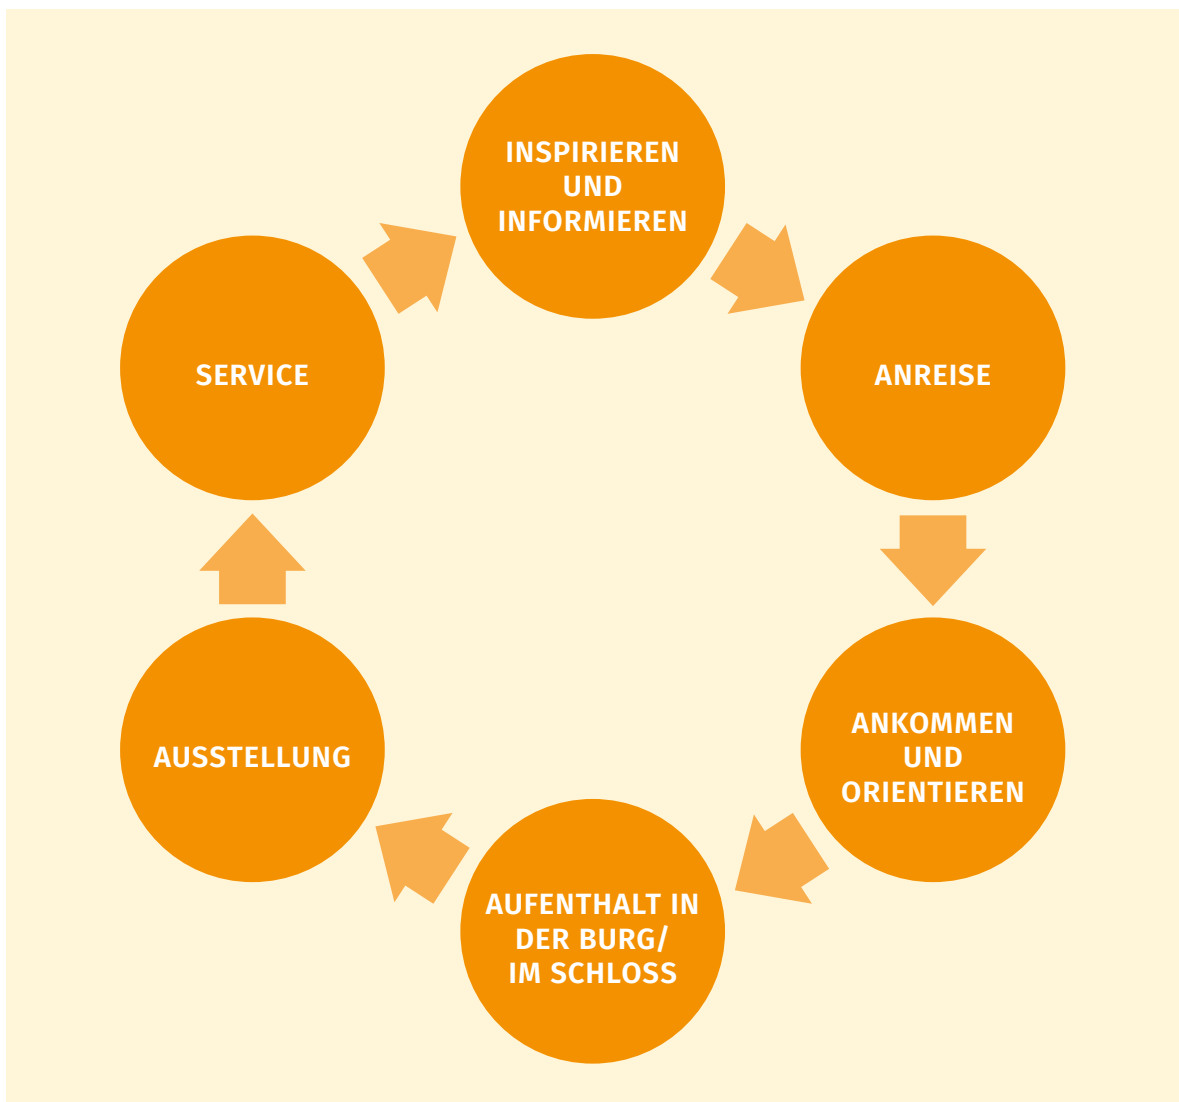 INSPIRIEREN
UND
INFORMIEREN
ANREISE
ANKOMMEN
UND
ORIENTIEREN
AUFENTHALT IN
DER BURG/
IM SCHLOSS
AUSSTELLUNG
SERVICE